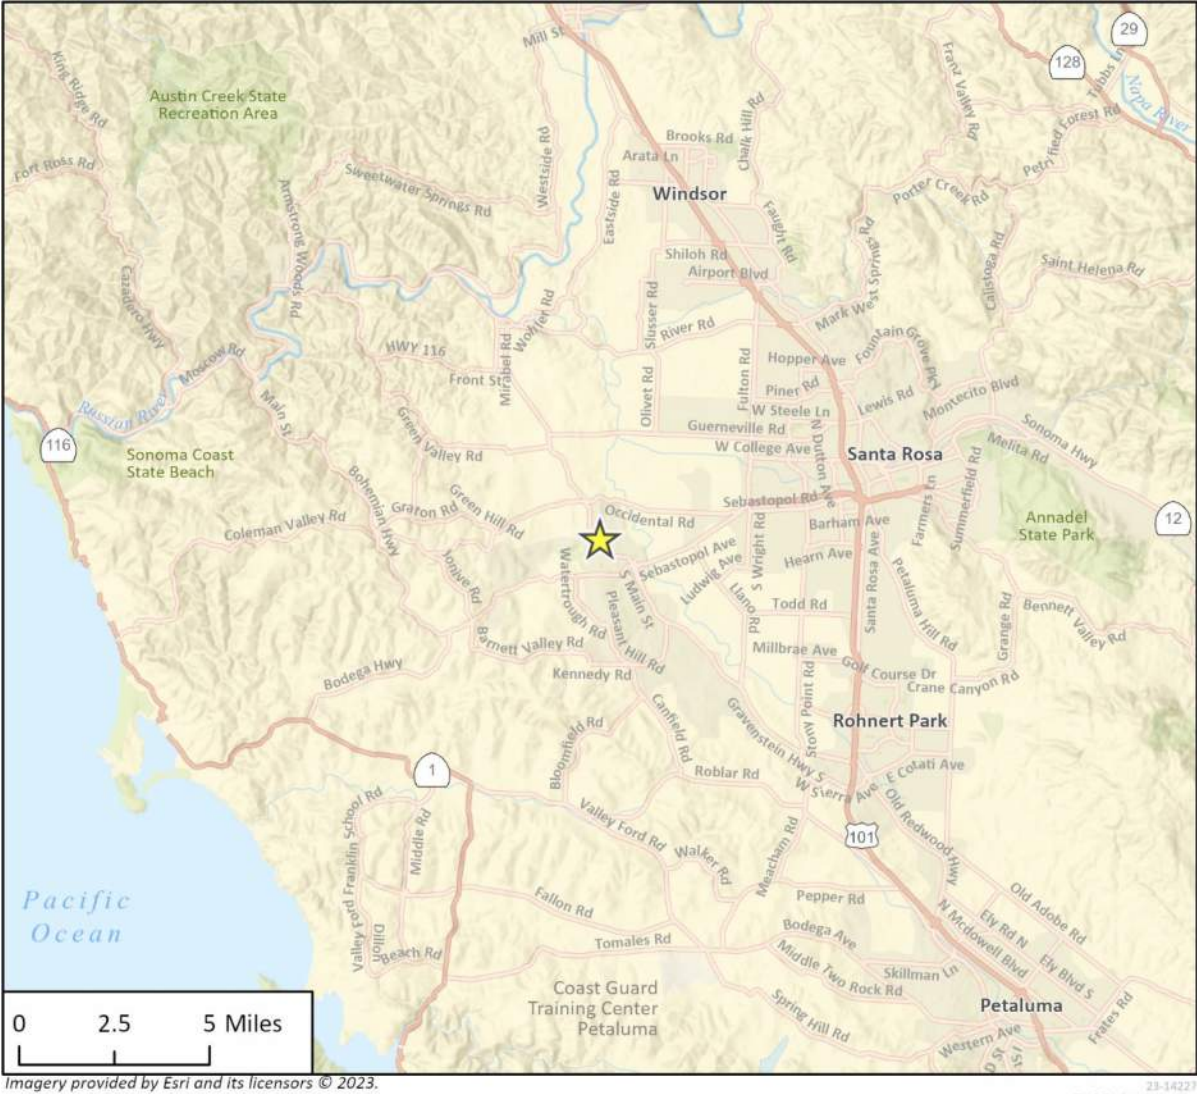 Mill St
29
128
Tubbs Ln
Napa River
King Ridge Rd
Austin Creek State
Recreation Area
Franz Valley Rd
Petrified Forest Rd
Chalk Hill Rd
Brooks Rd
Arata Ln
Westside Rd
Fort Ross Rd
Sweetwater Springs Rd
Armstrong Woods Rd
Eastside Rd
Windsor
Faught Rd
Porter Creek Rd
Mark West Springs Rd
Calistoga Rd
Saint Helena Rd
Shiloh Rd
Airport Blvd
Cazadero Hwy
Wohler Rd
Slusser Rd
River Rd
Fountain Grove Pky
Moscow Rd
HWY 116
Mirabel Rd
Front St
Hopper Ave
Piner Rd
Lewis Rd
Montecito Blvd
Olivet Rd
Fulton Rd
W Steele Ln
Guerneville Rd
W College Ave
N Dutton Ave
Main St
Russian River
116
Sonoma Coast
State Beach
Green Valley Rd
Santa Rosa
Sonoma Hwy
Melita Rd
Bohemian Hwy
Graton Rd
Green Hill Rd
Sebastopol Rd
Farmers Ln
Summerfield Rd
Coleman Valley Rd
Occidental Rd
Barham Ave
Annadel
State Park
12
Jonive Rd
Watertrough Rd
Sebastopol Ave
Ludwig Ave
S Wright Rd
Hearn Ave
Santa Rosa Ave
Petaluma Hill Rd
S Main St
Pleasant Hill Rd
Llano Rd
Todd Rd
Grange Rd
Bennett Valley Rd
Barnett Valley Rd
Millbrae Ave
Bodega Hwy
Kennedy Rd
Golf Course Dr
Crane Canyon Rd
Stony Point Rd
Canfield Rd
Gravenstein Hwy S
Rohnert Park
Bloomfield Rd
1
Roblar Rd
W Sierra Ave
E Cotati Ave
Old Redwood Hwy
Valley Ford Franklin School Rd
Middle Rd
Valley Ford Rd
Walker Rd
Meacham Rd
101
Pacific
Ocean
Fallon Rd
Pepper Rd
Old Adobe Rd
Ely Rd N
N McDowell Blvd
Dillon
Beach Rd
Tomales Rd
Bodega Ave
Middle Two Rock Rd
Skillman Ln
Ely Blvd S
Coast Guard
Training Center
Petaluma
Spring Hill Rd
Petaluma
Western Ave
Frates Rd
D St
I St
0 2.5 5 Miles
Imagery provided by Esri and its licensors © 2023.
23-14227